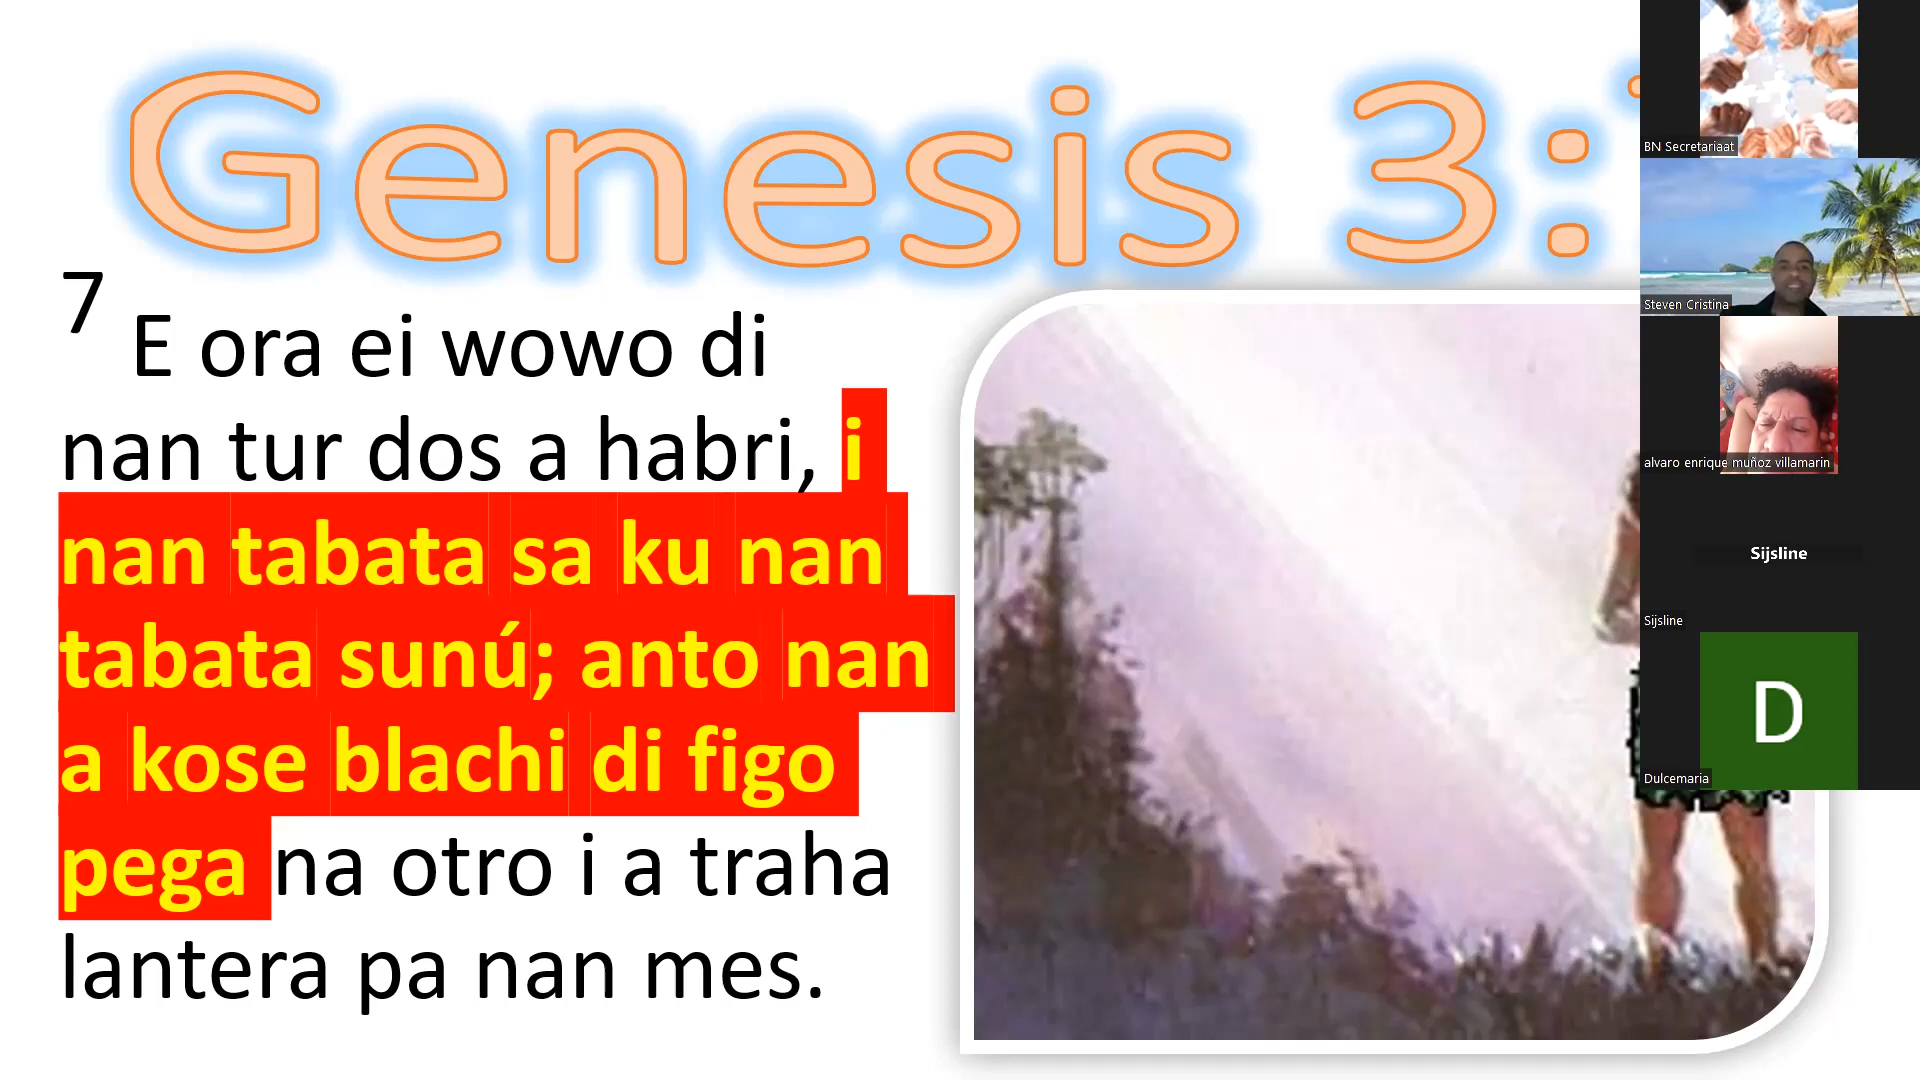 Genesis 3:
7 E ora ei wowo di
nan tur dos a habri, i
nan tabata sa ku nan
tabata sunú; anto nan
a kose blachi di figo
pega na otro i a traha
lantera pa nan mes.
BN Secretariaat
Steven Cristina
alvaro enrique muñoz villamarin
Sijsline
Sijsline
D
Dulcemaria